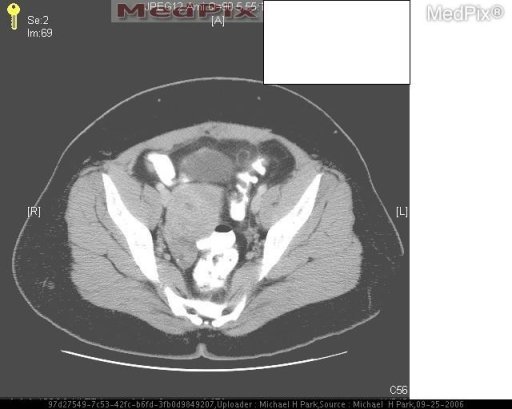 Se:2
Im:69
MedPix
[A]
MedPix®
[R]
[L]
C56
97d27549-7c53-42fc-b6fd-3fb0d9849207,Uploader : Michael H Park,Source : Michael H Park,09-25-2006